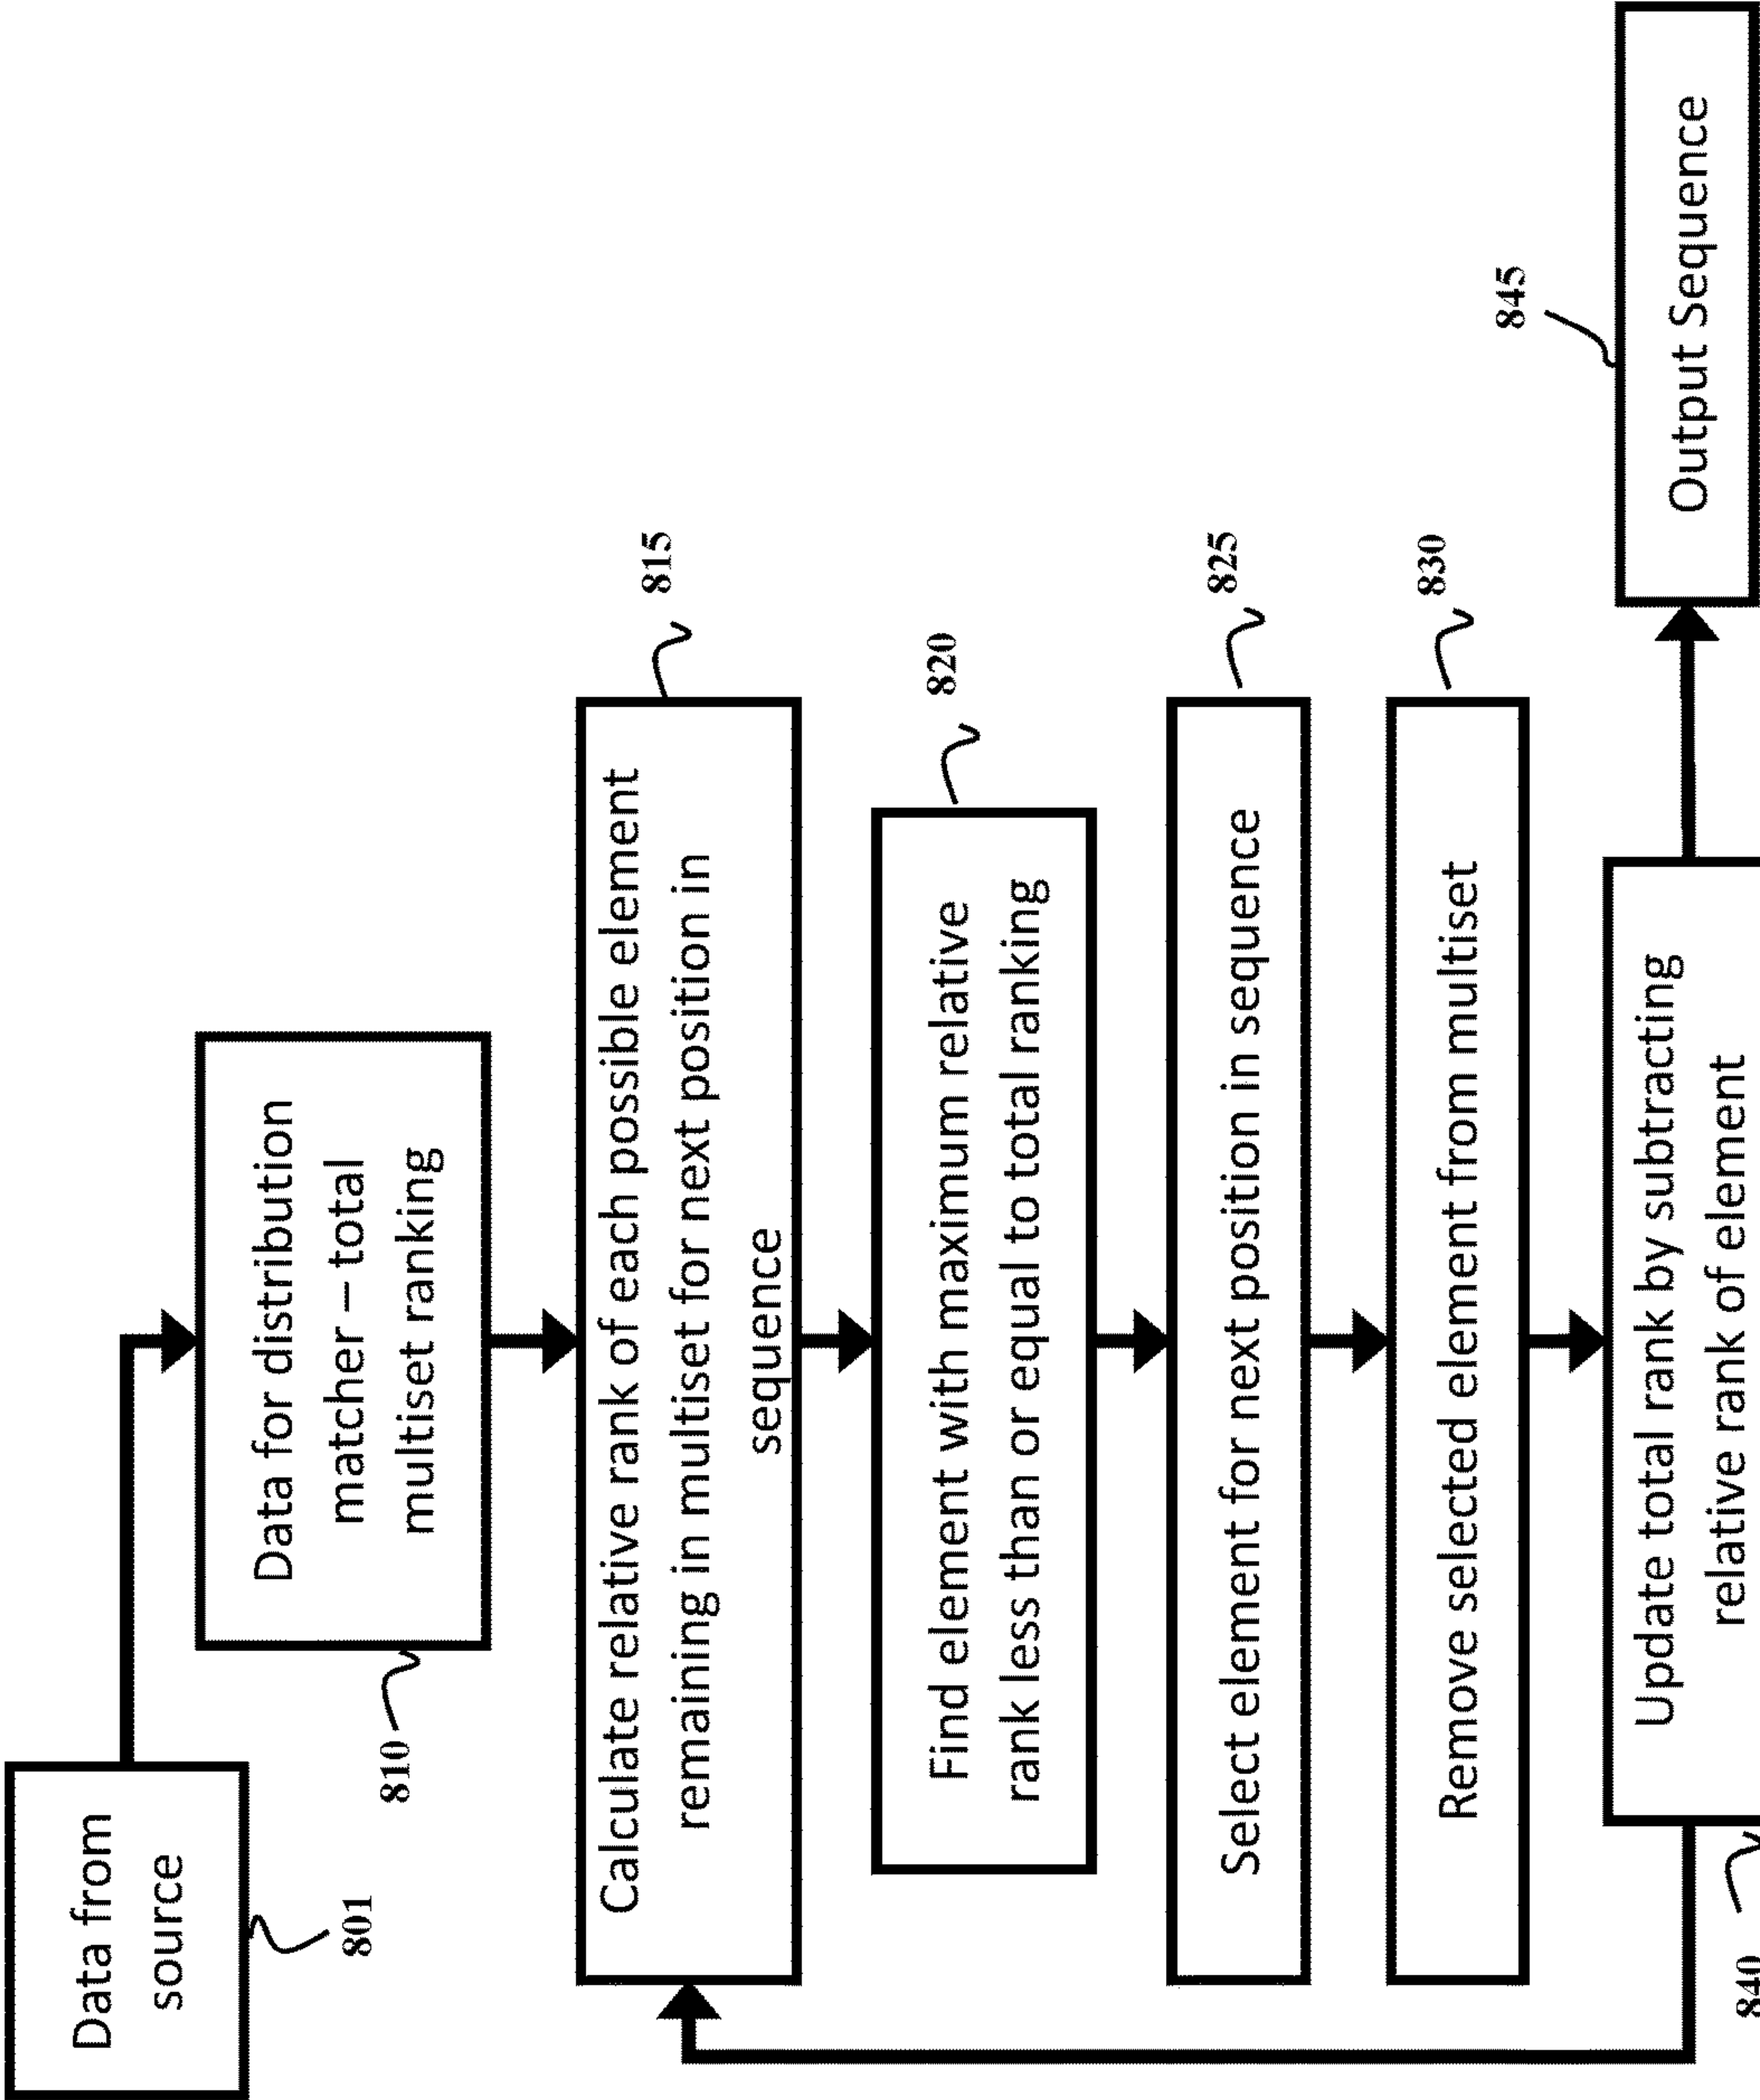 Data from
source
801
Data for distribution
matcher – total
multiset ranking
810
Calculate relative rank of each possible element
remaining in multiset for next position in
sequence
815
Find element with maximum relative
rank less than or equal to total ranking
820
Select element for next position in sequence
825
Remove selected element from multiset
830
Update total rank by subtracting
relative rank of element
840
Output Sequence
845